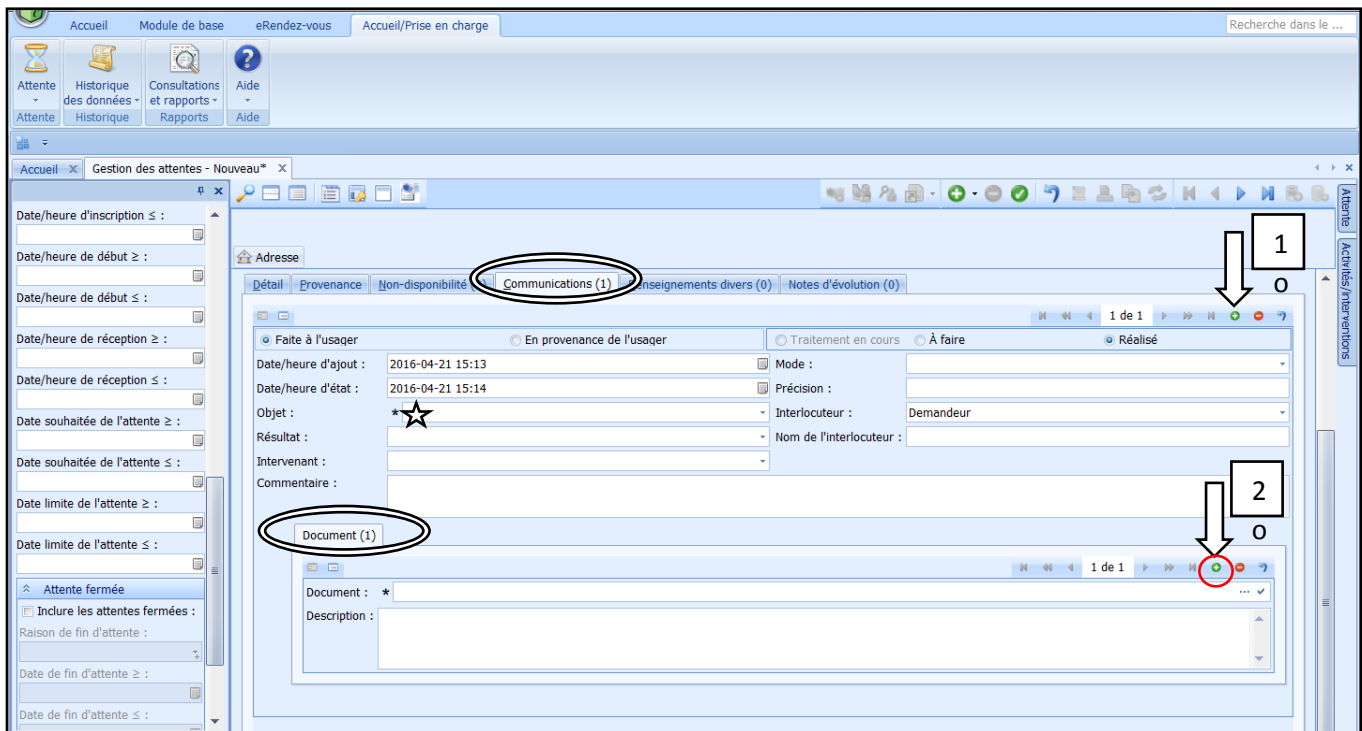 Accueil Module de base eRendez-vous Accueil/Prise en charge Recherche dans le ...
Attente Historique des données Consultations et rapports Aide
Attente Historique Rapports Aide
Accueil x Gestion des attentes - Nouveau* x
Date/heure d'inscription ≤ :
Date/heure de début ≥ :
Date/heure de début ≤ :
Date/heure de réception ≥ :
Date/heure de réception ≤ :
Date souhaitée de l'attente ≥ :
Date souhaitée de l'attente ≤ :
Date limite de l'attente ≥ :
Date limite de l'attente ≤ :
Attente fermée
Inclure les attentes fermées :
Raison de fin d'attente :
Date de fin d'attente ≥ :
Date de fin d'attente ≤ :
Attente
Activités/interventions
1
o
Adresse
Détail Provenance Non-disponibilité Communications (1) divers (0) Notes d'évolution (0)
1 de 1
Faite à l'usager En provenance de l'usager Traitement en cours À faire Réalisé
Date/heure d'ajout : 2016-04-21 15:13 Mode :
Date/heure d'état : 2016-04-21 15:14 Précision :
Objet : * Interlocuteur : Demandeur
Résultat : Nom de l'interlocuteur :
Intervenant :
Commentaire :
2
o
Document (1)
1 de 1
Document : * ...
Description :